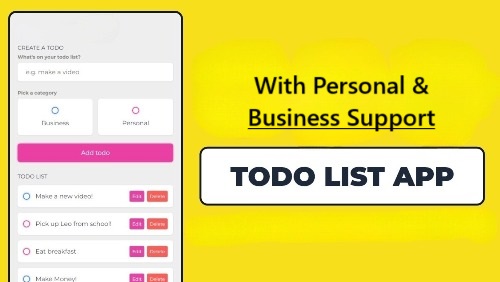 CREATE A TODO
What's on your todo list?
e.g. make a video
Pick a category
Business
Personal
Add todo
TODO LIST
Make a new video!
Edit
Delete
Pick up Leo from school!
Edit
Delete
Eat breakfast
Edit
Delete
Make Money!
Edit
Delete
With Personal &
Business Support
TODO LIST APP